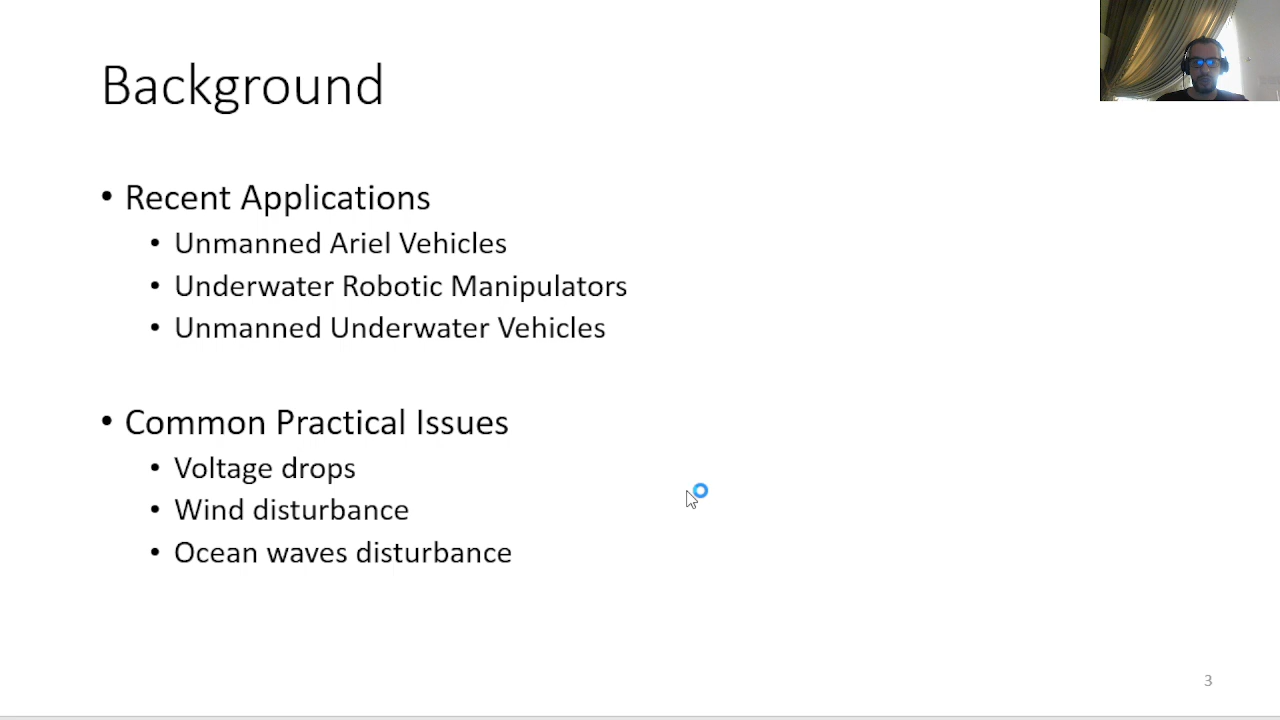 Background
• Recent Applications
• Unmanned Ariel Vehicles
• Underwater Robotic Manipulators
• Unmanned Underwater Vehicles
• Common Practical Issues
• Voltage drops
• Wind disturbance
• Ocean waves disturbance
3